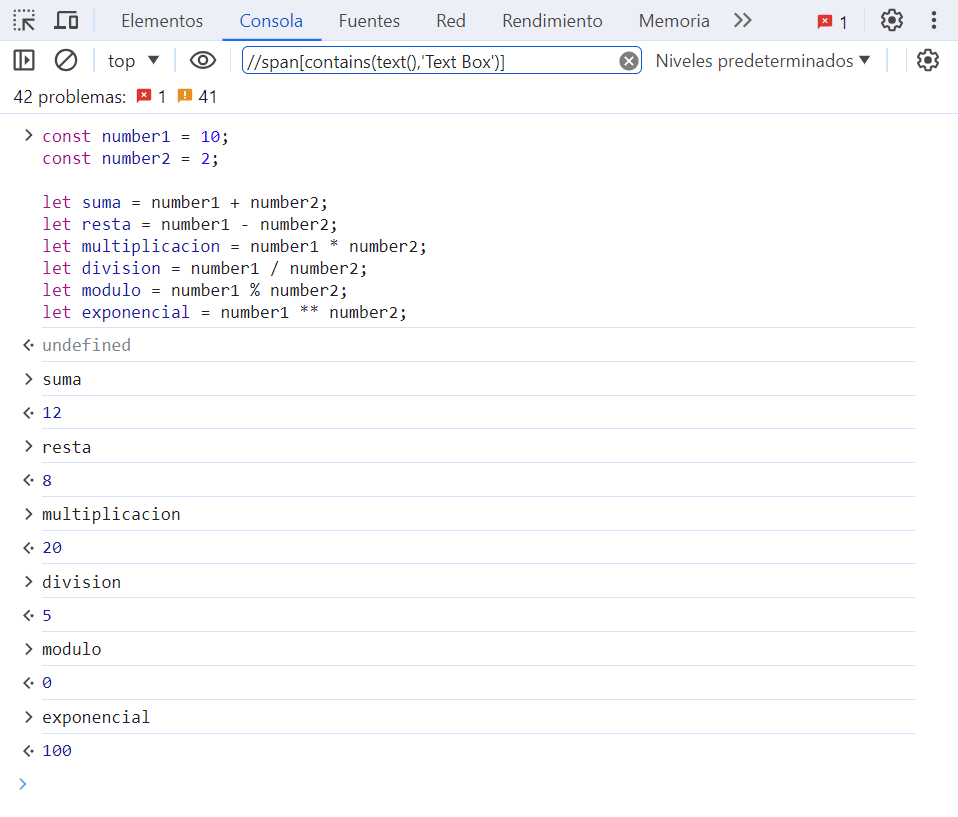 Elementos Consola Fuentes Red Rendimiento Memoria 1
top //span[contains(text(),'Text Box')] Niveles predeterminados
42 problemas: 1 41
const number1 = 10;
const number2 = 2;
let suma = number1 + number2;
let resta = number1 - number2;
let multiplicacion = number1 * number2;
let division = number1 / number2;
let modulo = number1 % number2;
let exponencial = number1 ** number2;
undefined
suma
12
resta
8
multiplicacion
20
division
5
modulo
0
exponencial
100